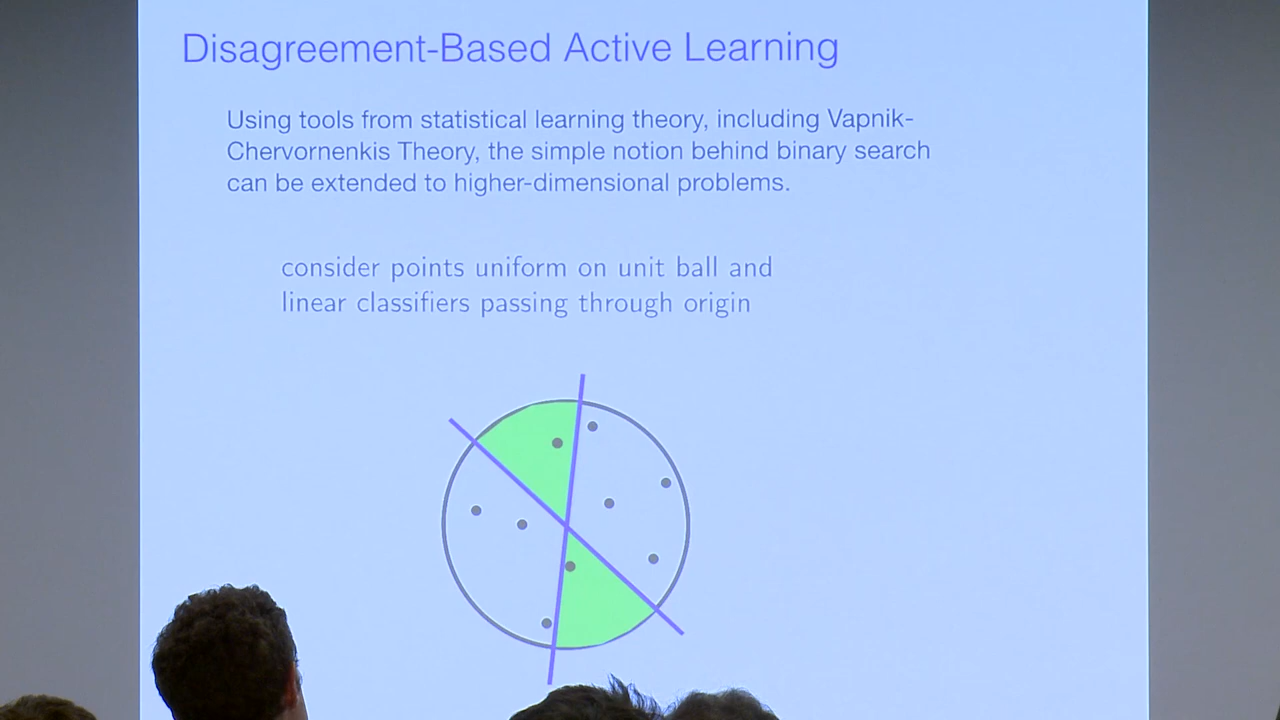 Disagreement-Based Active Learning
Using tools from statistical learning theory, including Vapnik-
Chervornenkis Theory, the simple notion behind binary search
can be extended to higher-dimensional problems.
consider points uniform on unit ball and
linear classifiers passing through origin